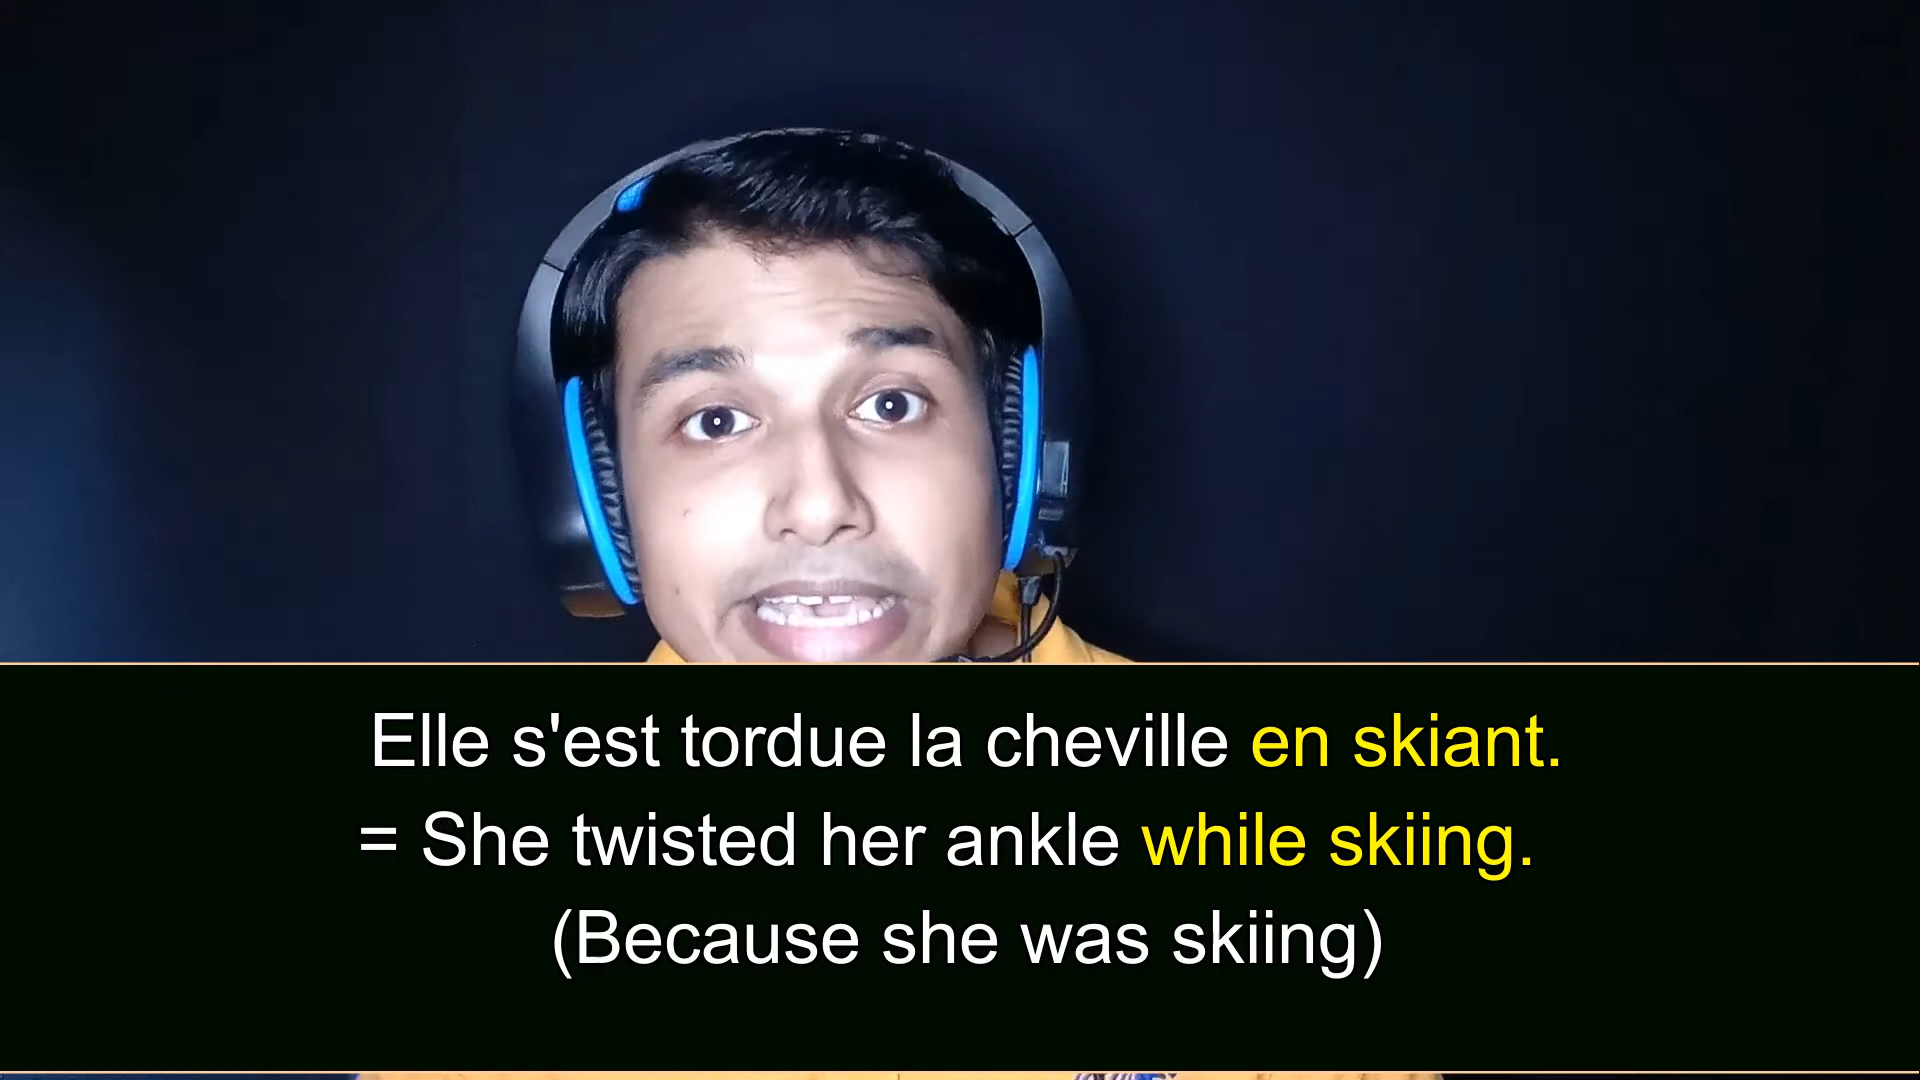 Elle s'est tordue la cheville en skiant.
= She twisted her ankle while skiing.
(Because she was skiing)